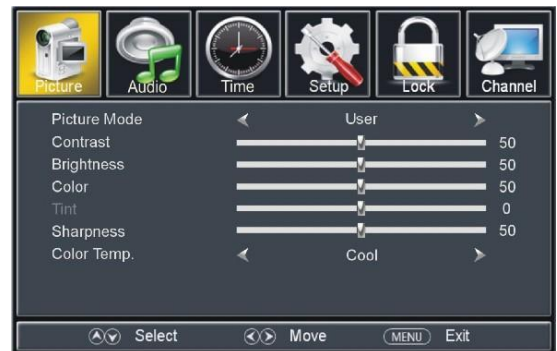 Picture Audio Time Setup Lock Channel
Picture Mode User
Contrast 50
Brightness 50
Color 50
Tint 0
Sharpness 50
Color Temp. Cool
Select Move MENU Exit